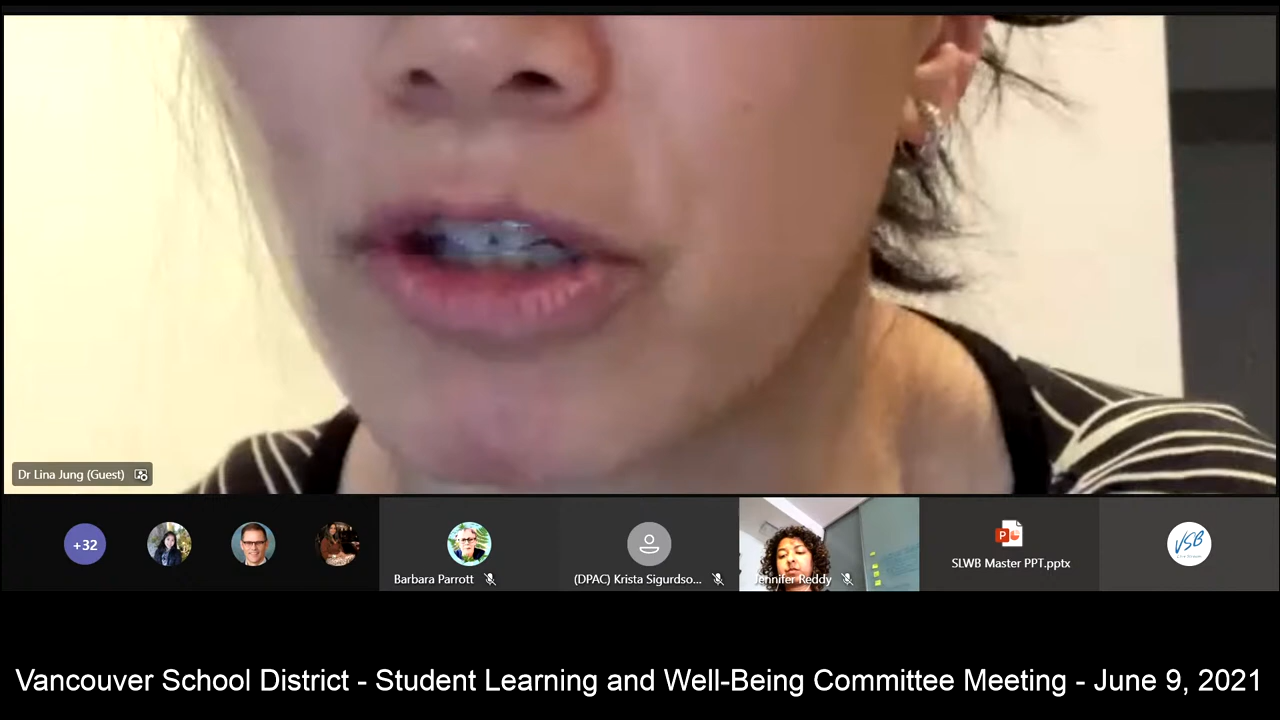 Dr Lina Jung (Guest)
+32
Barbara Parrott
(DPAC) Krista Sigurdso...
Jennifer Reddy
P
SLWB Master PPT.pptx
VSB
Vancouver School District - Student Learning and Well-Being Committee Meeting - June 9, 2021